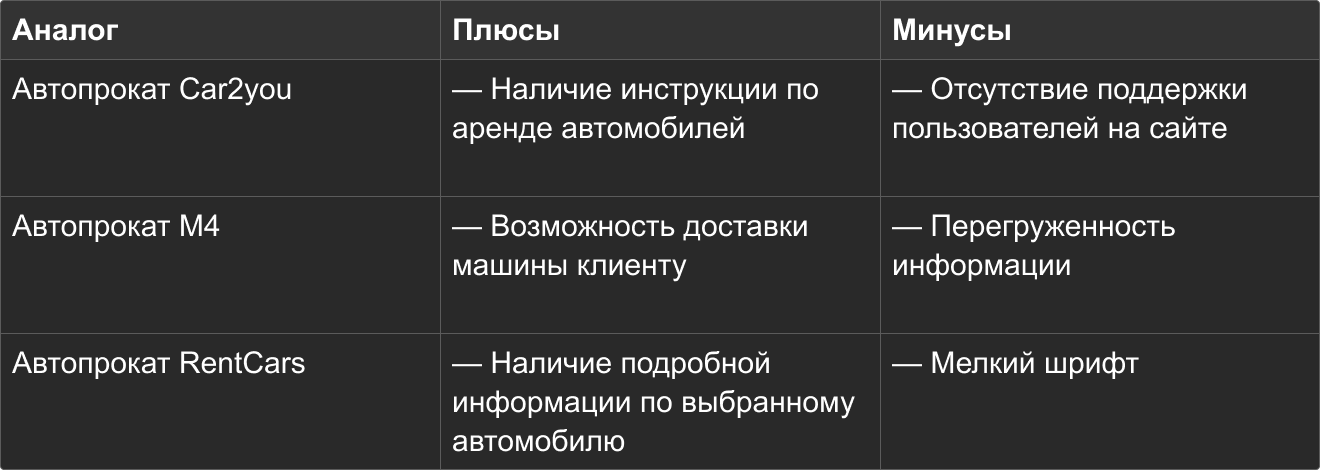 Аналог
Плюсы
Минусы
Автопрокат Car2you
— Наличие инструкции по
аренде автомобилей
— Отсутствие поддержки
пользователей на сайте
Автопрокат М4
— Возможность доставки
машины клиенту
— Перегруженность
информации
Автопрокат RentCars
— Наличие подробной
информации по выбранному
автомобилю
— Мелкий шрифт